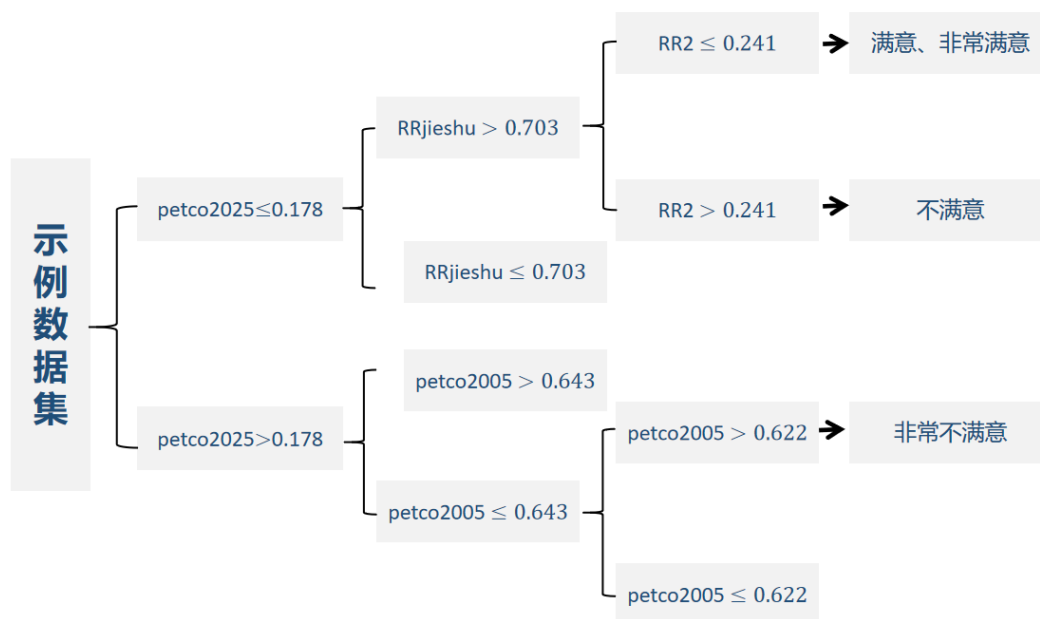 示例数据集
petco2025≤0.178
petco2025>0.178
RRjieshu > 0.703
RRjieshu ≤ 0.703
petco2005 > 0.643
petco2005 ≤ 0.643
RR2 ≤ 0.241
RR2 > 0.241
petco2005 > 0.622
petco2005 ≤ 0.622
满意、非常满意
不满意
非常不满意